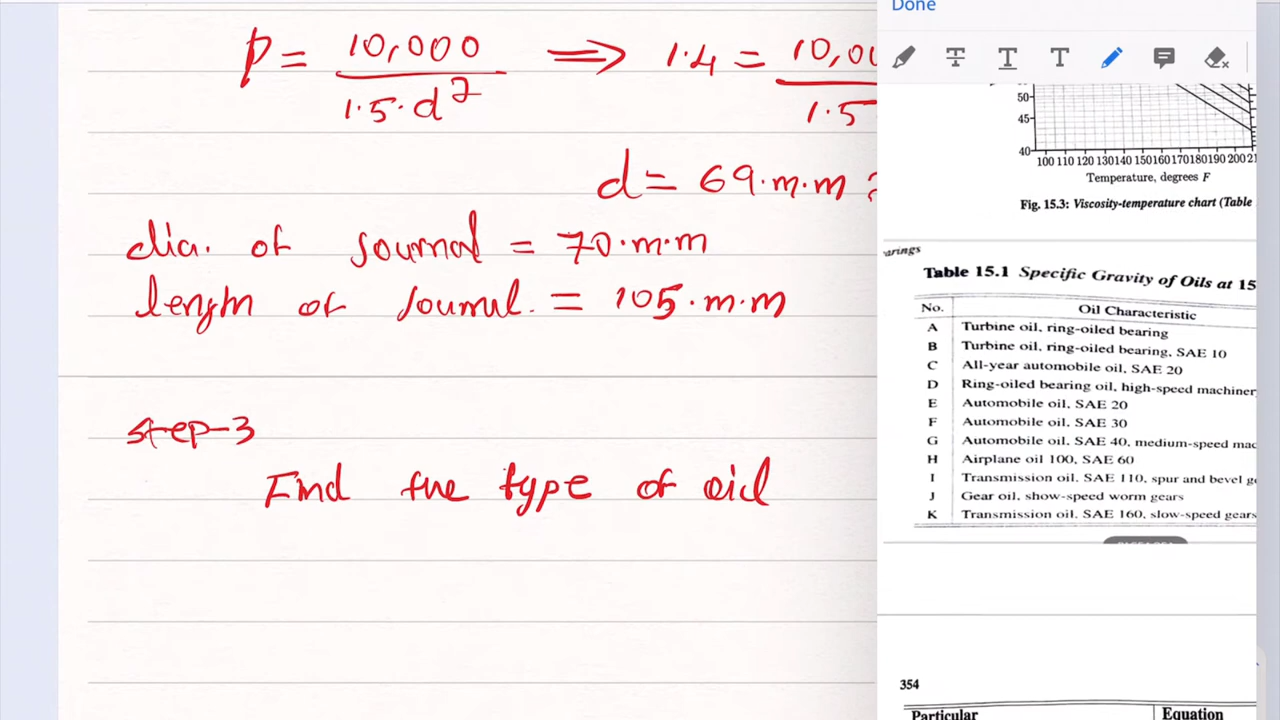 p = 10,000 / 1.5.d² ⟹ 1.4 = 10,00 / 1.5
d = 69.m.m
dia. of Journal = 70.m.m
length of Journal. = 105.m.m
Step-3
Find the type of oil
Done
50
45
40
100 110 120 130 140 150 160 170 180 190 200 21
Temperature, degrees F
Fig. 15.3: Viscosity-temperature chart (Table
arings
Table 15.1 Specific Gravity of Oils at 15
No. Oil Characteristic
A Turbine oil, ring-oiled bearing
B Turbine oil, ring-oiled bearing, SAE 10
C All-year automobile oil, SAE 20
D Ring-oiled bearing oil, high-speed machiner
E Automobile oil, SAE 20
F Automobile oil, SAE 30
G Automobile oil, SAE 40, medium-speed mac
H Airplane oil 100, SAE 60
I Transmission oil, SAE 110, spur and bevel ge
J Gear oil, show-speed worm gears
K Transmission oil, SAE 160, slow-speed gears
354
Particular Equation